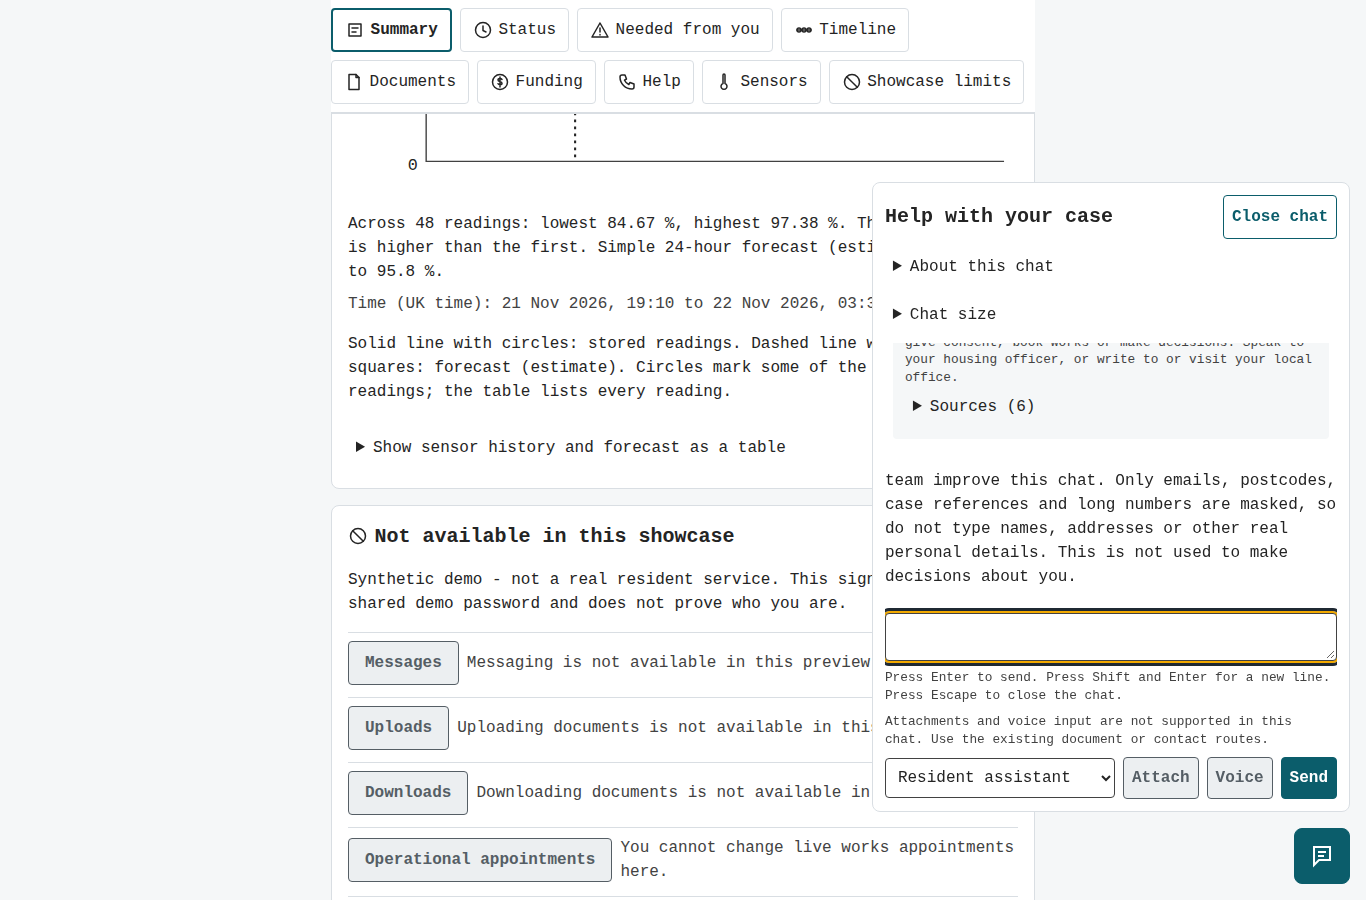 Summary
Status
Needed from you
Timeline
Documents
Funding
Help
Sensors
Showcase limits
0
Across 48 readings: lowest 84.67 %, highest 97.38 %.
is higher than the first. Simple 24-hour forecast
to 95.8 %.
Time (UK time): 21 Nov 2026, 19:10 to 22 Nov 2026,
Solid line with circles: stored readings. Dashed line
squares: forecast (estimate). Circles mark some of the
readings; the table lists every reading.
Show sensor history and forecast as a table
Not available in this showcase
Synthetic demo - not a real resident service. This
shared demo password and does not prove who you are.
Messages
Messaging is not available in this preview
Uploads
Uploading documents is not available in
Downloads
Downloading documents is not available in
Operational appointments
You cannot change live works appointments
here.
Help with your case
Close chat
About this chat
Chat size
give consent, book works or make decisions. Speak to
your housing officer, or write to or visit your local
office.
Sources (6)
team improve this chat. Only emails, postcodes,
case references and long numbers are masked, so
do not type names, addresses or other real
personal details. This is not used to make
decisions about you.
Press Enter to send. Press Shift and Enter for a new line.
Press Escape to close the chat.
Attachments and voice input are not supported in this
chat. Use the existing document or contact routes.
Resident assistant
Attach
Voice
Send